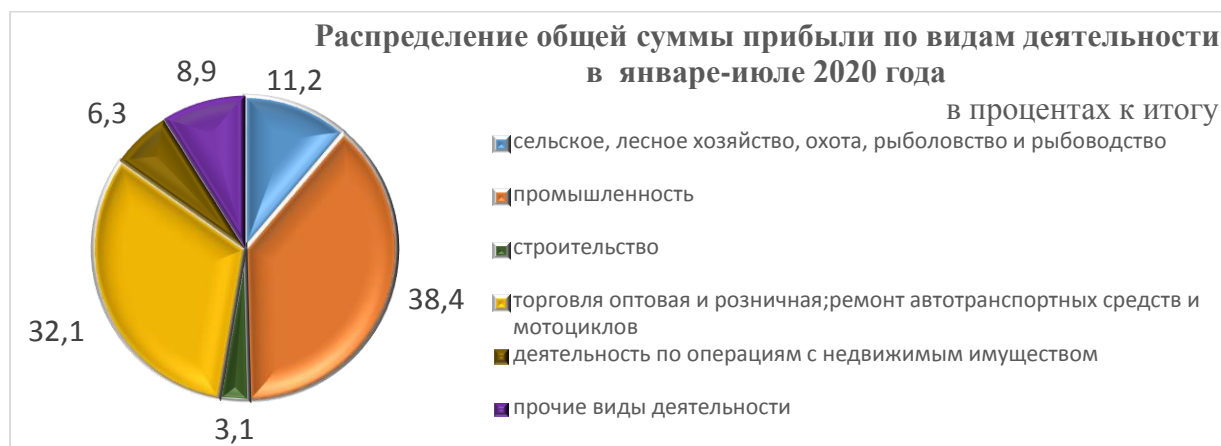 Распределение общей суммы прибыли по видам деятельности
в январе-июле 2020 года
в процентах к итогу
8,9
11,2
6,3
38,4
32,1
3,1
сельское, лесное хозяйство, охота, рыболовство и рыбоводство
промышленность
строительство
торговля оптовая и розничная;ремонт автотранспортных средств и
мотоциклов
деятельность по операциям с недвижимым имуществом
прочие виды деятельности